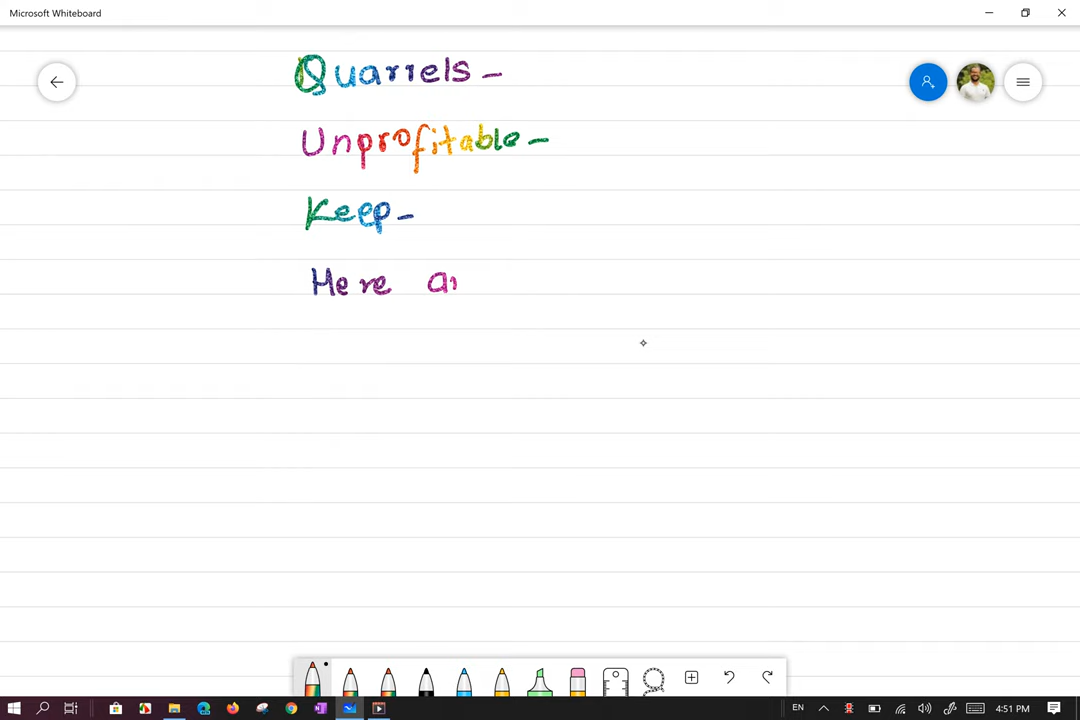 Microsoft Whiteboard
Quarrels -
Unprofitable -
Keep -
Here
EN
4:51 PM